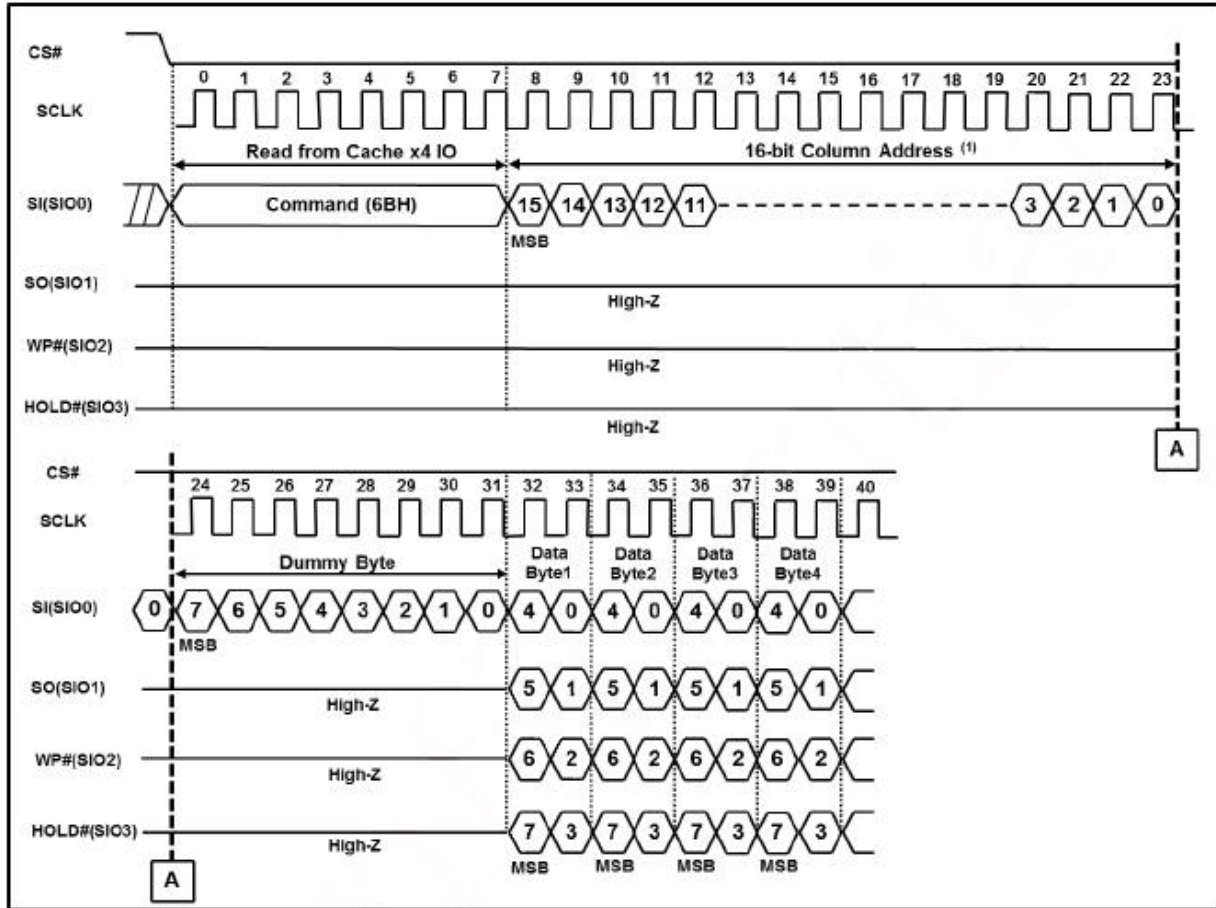 CS#
0 1 2 3 4 5 6 7 8 9 10 11 12 13 14 15 16 17 18 19 20 21 22 23
SCLK
Read from Cache x4 IO 16-bit Column Address (1)
SI(SIO0) Command (6BH) 15 14 13 12 11 3 2 1 0
MSB
SO(SIO1)
High-Z
WP#(SIO2)
High-Z
HOLD#(SIO3)
High-Z
A
CS#
24 25 26 27 28 29 30 31 32 33 34 35 36 37 38 39 40
SCLK
Dummy Byte Data Byte1 Data Byte2 Data Byte3 Data Byte4
SI(SIO0) 0 7 6 5 4 3 2 1 0 4 0 4 0 4 0 4 0
MSB
SO(SIO1) 5 1 5 1 5 1 5 1
High-Z
WP#(SIO2) 6 2 6 2 6 2 6 2
High-Z
HOLD#(SIO3) 7 3 7 3 7 3 7 3
High-Z
MSB MSB MSB MSB
A